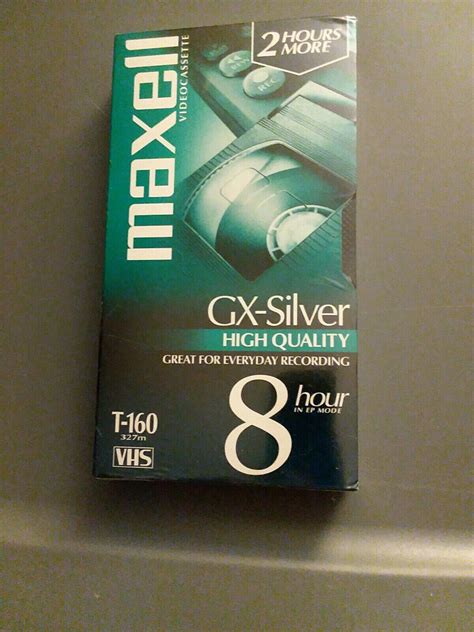 maxell
VIDEOCASSETTE
2 HOURS
MORE
REC
GX-Silver
HIGH QUALITY
GREAT FOR EVERYDAY RECORDING
8 hour
IN EP MODE
T-160
327m
VHS